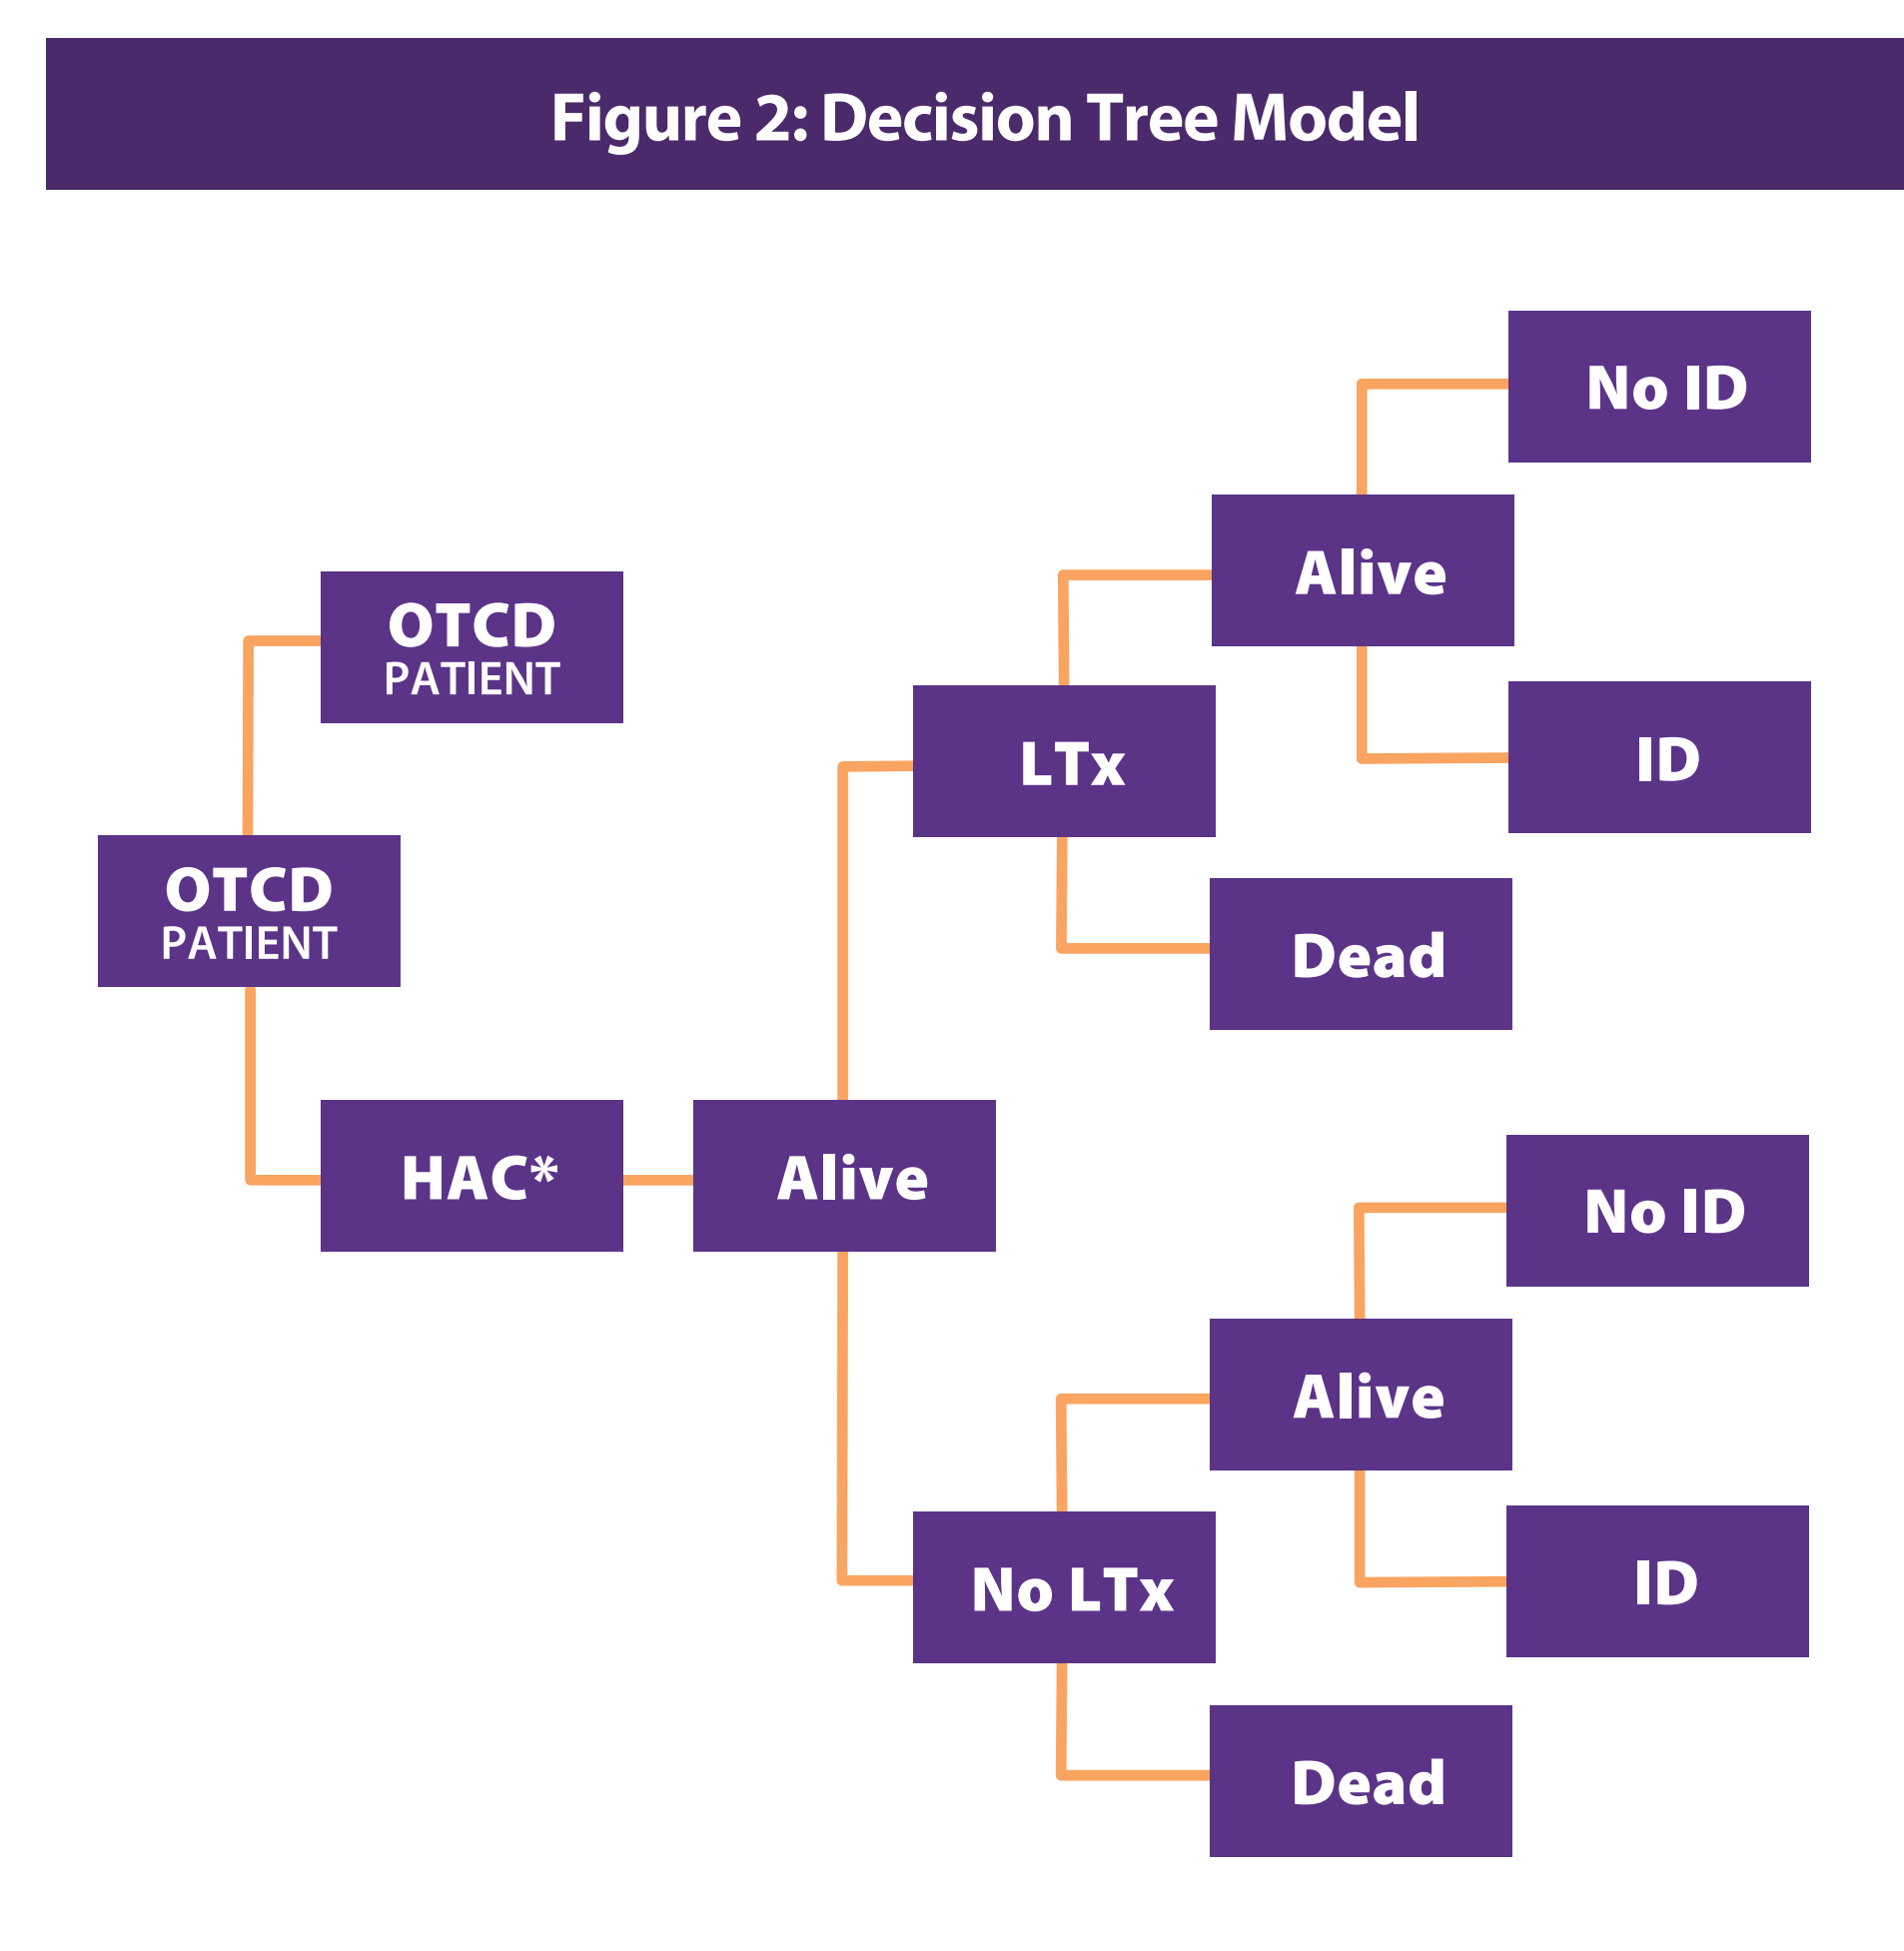 Figure 2: Decision Tree Model
No ID
Alive
OTCD
PATIENT
LTx
ID
OTCD
PATIENT
Dead
HAC*
Alive
No ID
Alive
No LTx
ID
Dead